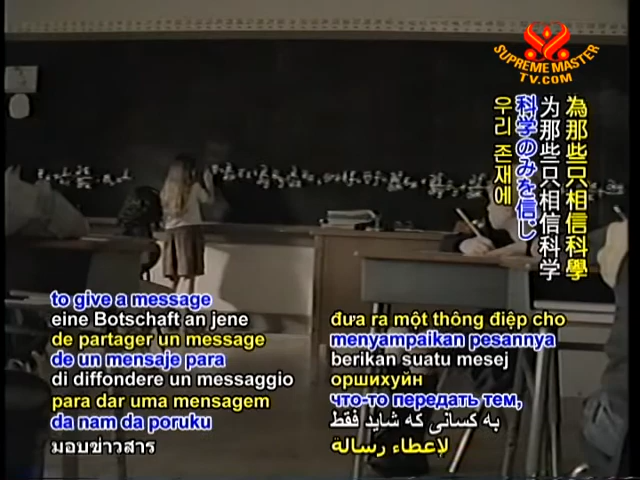 SUPREME MASTER
TV.COM
為那些只相信科學
为那些只相信科学
科学のみを信じ
우리 존재에
to give a message
eine Botschaft an jene
de partager un message
de un mensaje para
di diffondere un messaggio
para dar uma mensagem
da nam da poruku
มอบข่าวสาร
đưa ra một thông điệp cho
menyampaikan pesannya
berikan suatu mesej
оршихуйн
что-то передать тем,
به کسانی که شاید فقط
لإعطاء رسالة